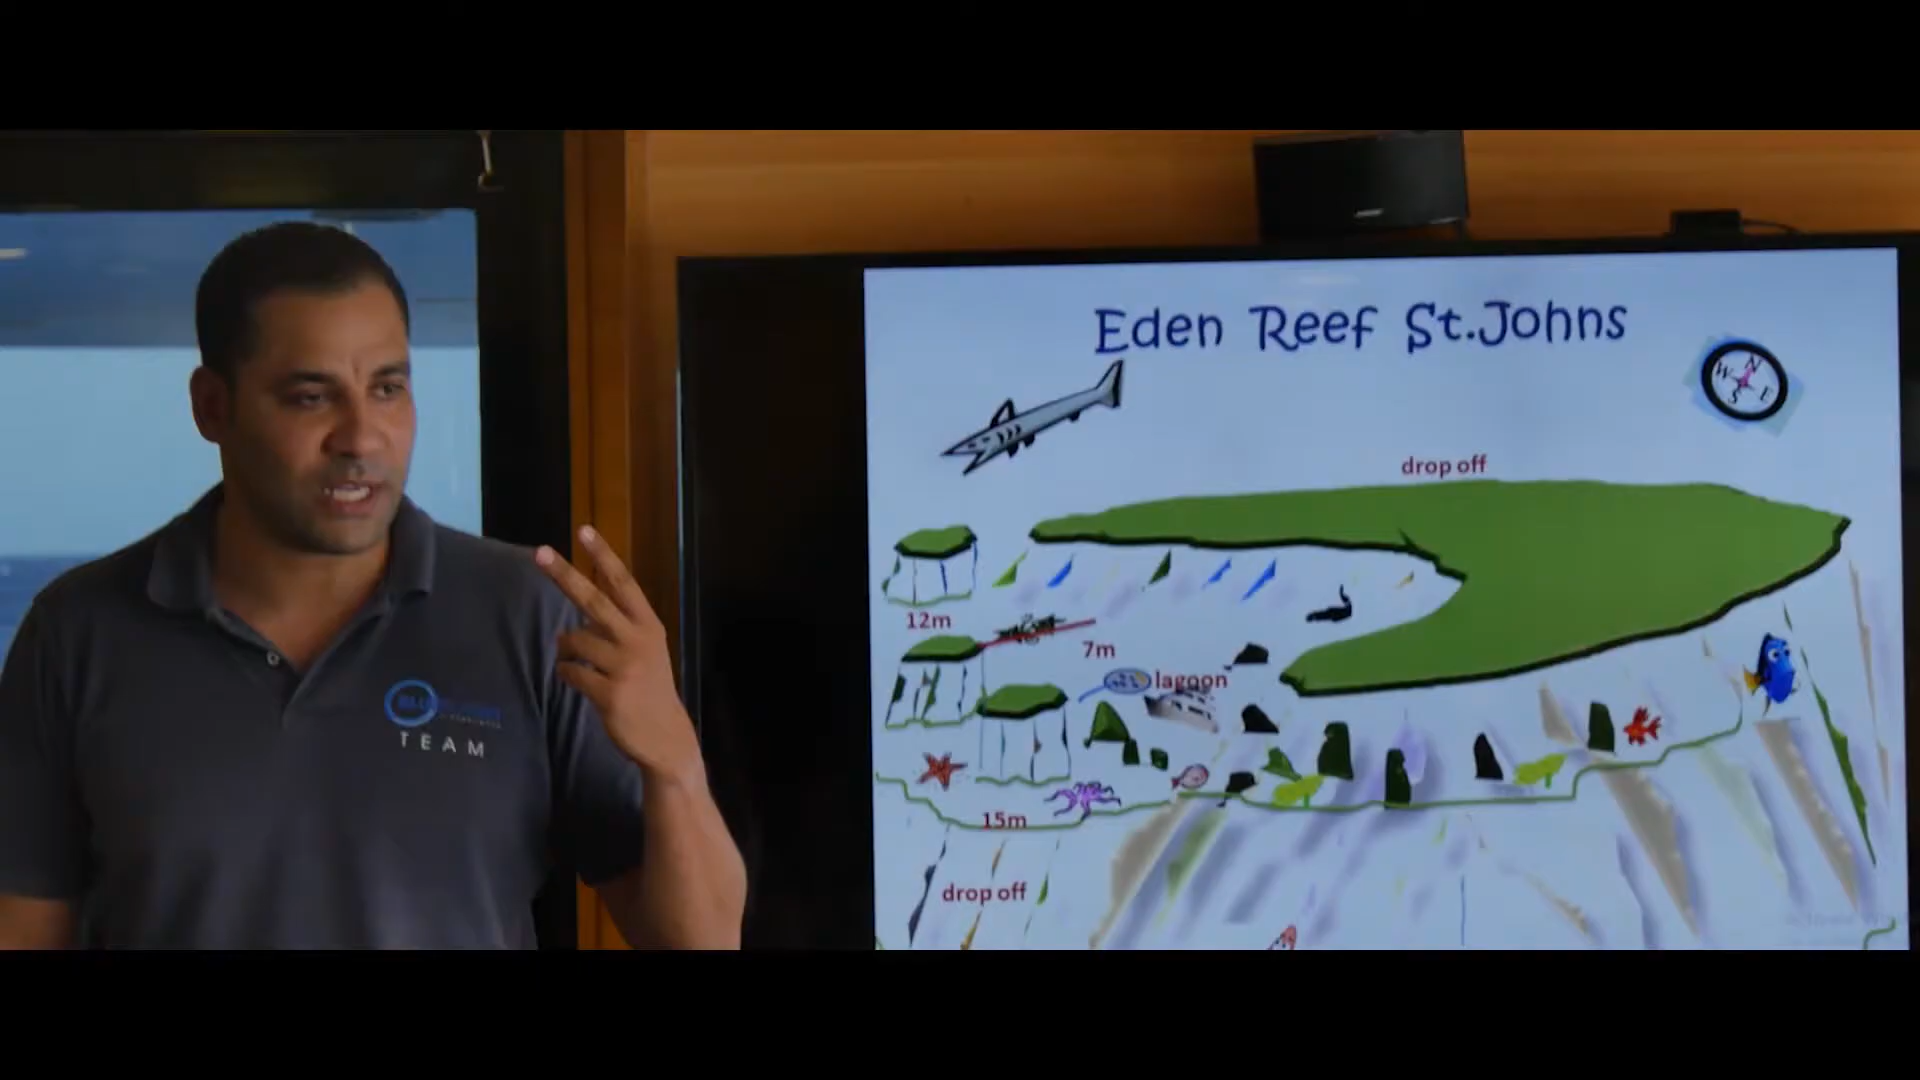 Eden Reef St.Johns
N
W
E
S
drop off
12m
7m
lagoon
15m
drop off
TEAM